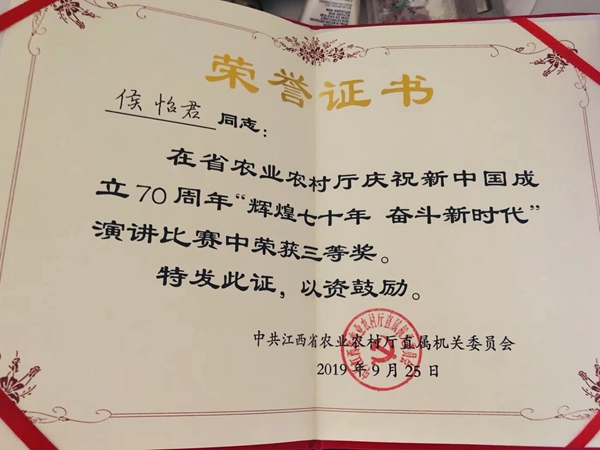 荣誉证书
侯怡君 同志：
在省农业农村厅庆祝新中国成
立70周年“辉煌七十年 奋斗新时代”
演讲比赛中荣获三等奖。
特发此证，以资鼓励。
中共江西省农业农村厅直属机关委员会
2019年9月25日